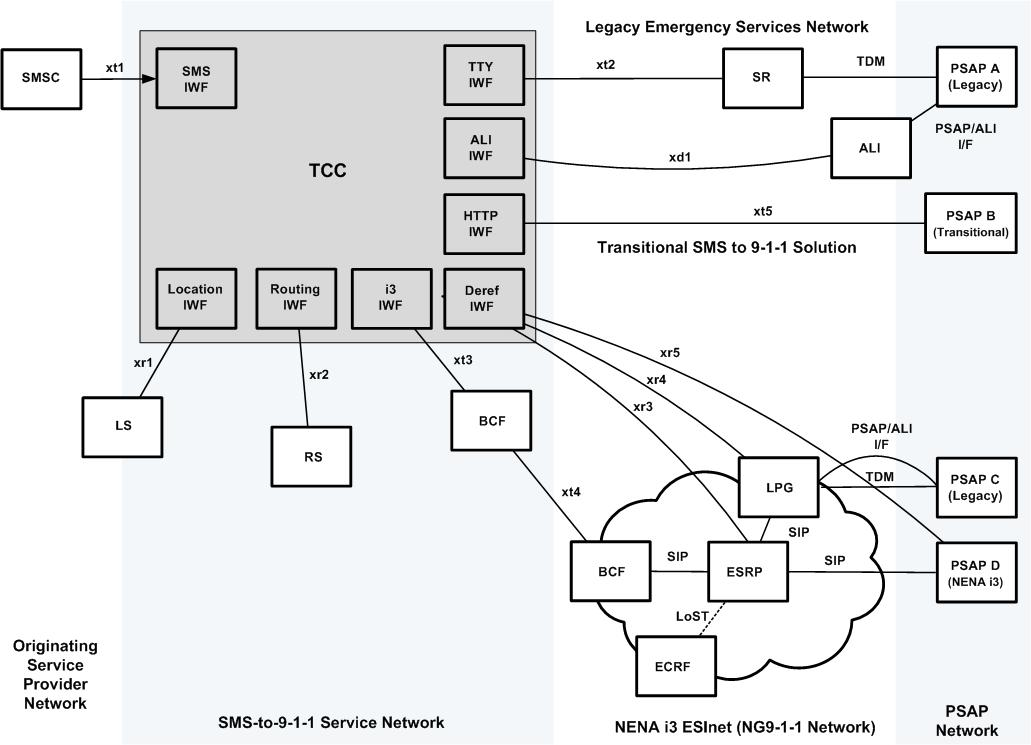 Legacy Emergency Services Network
SMSC
xt1
SMS
IWF
TTY
IWF
xt2
SR
TDM
PSAP A
(Legacy)
ALI
IWF
xd1
ALI
PSAP/ALI
I/F
TCC
HTTP
IWF
xt5
PSAP B
(Transitional)
Transitional SMS to 9-1-1 Solution
Location
IWF
Routing
IWF
i3
IWF
Deref
IWF
xr1
xr2
xt3
xr5
xr4
xr3
LS
RS
BCF
PSAP/ALI
I/F
TDM
LPG
PSAP C
(Legacy)
xt4
SIP
BCF
SIP
ESRP
SIP
PSAP D
(NENA i3)
LoST
ECRF
Originating
Service
Provider
Network
SMS-to-9-1-1 Service Network
NENA i3 ESInet (NG9-1-1 Network)
PSAP
Network